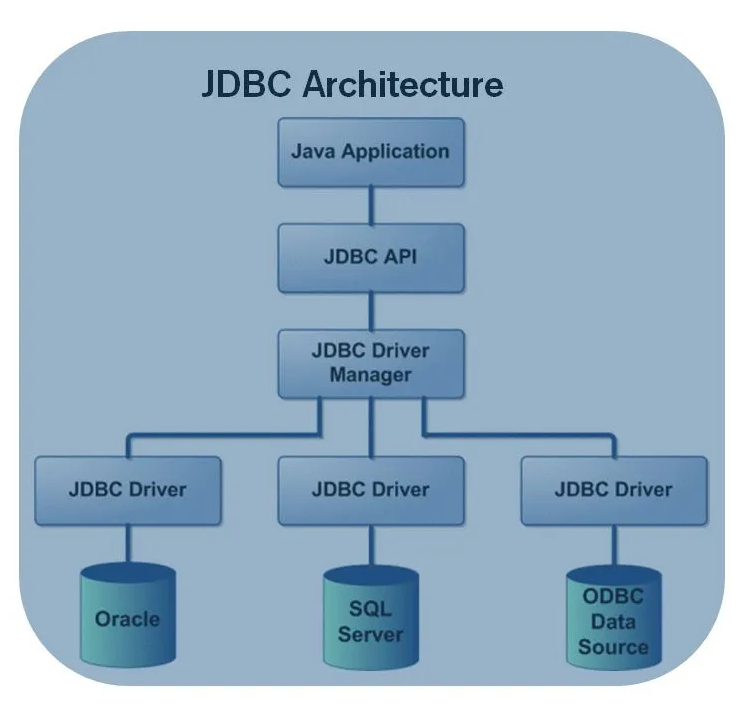 JDBC Architecture
Java Application
JDBC API
JDBC Driver
Manager
JDBC Driver
JDBC Driver
JDBC Driver
Oracle
SQL
Server
ODBC
Data
Source